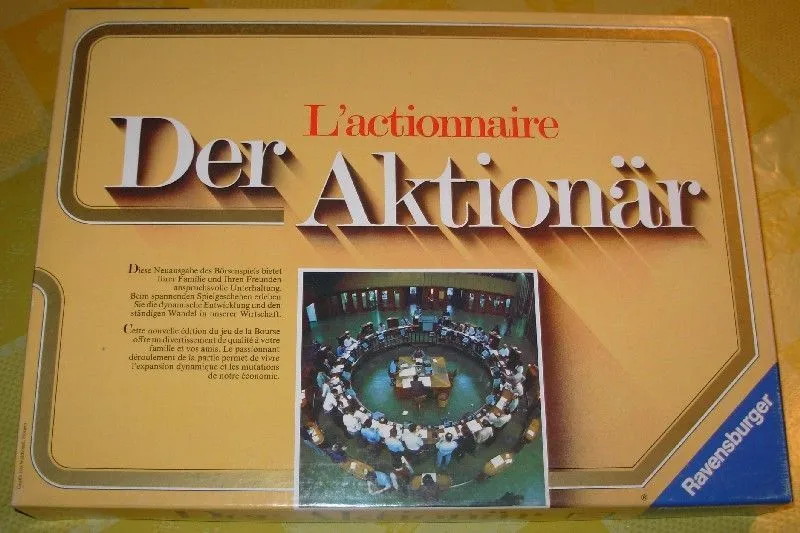 L'actionnaire
Der Aktionär
Diese Neuausgabe des Börsenspiels bietet
Ihrer Familie und Ihren Freunden
anspruchsvolle Unterhaltung.
Beim spannenden Spielgeschehen erleben
Sie die dynamische Entwicklung und den
ständigen Wandel in unserer Wirtschaft.
Cette nouvelle édition du jeu de la Bourse
offre un divertissement de qualité à votre
famille et vos amis. Le passionnant
déroulement de la partie permet de vivre
l'expansion dynamique et les mutations
de notre économie.
Ravensburger
®